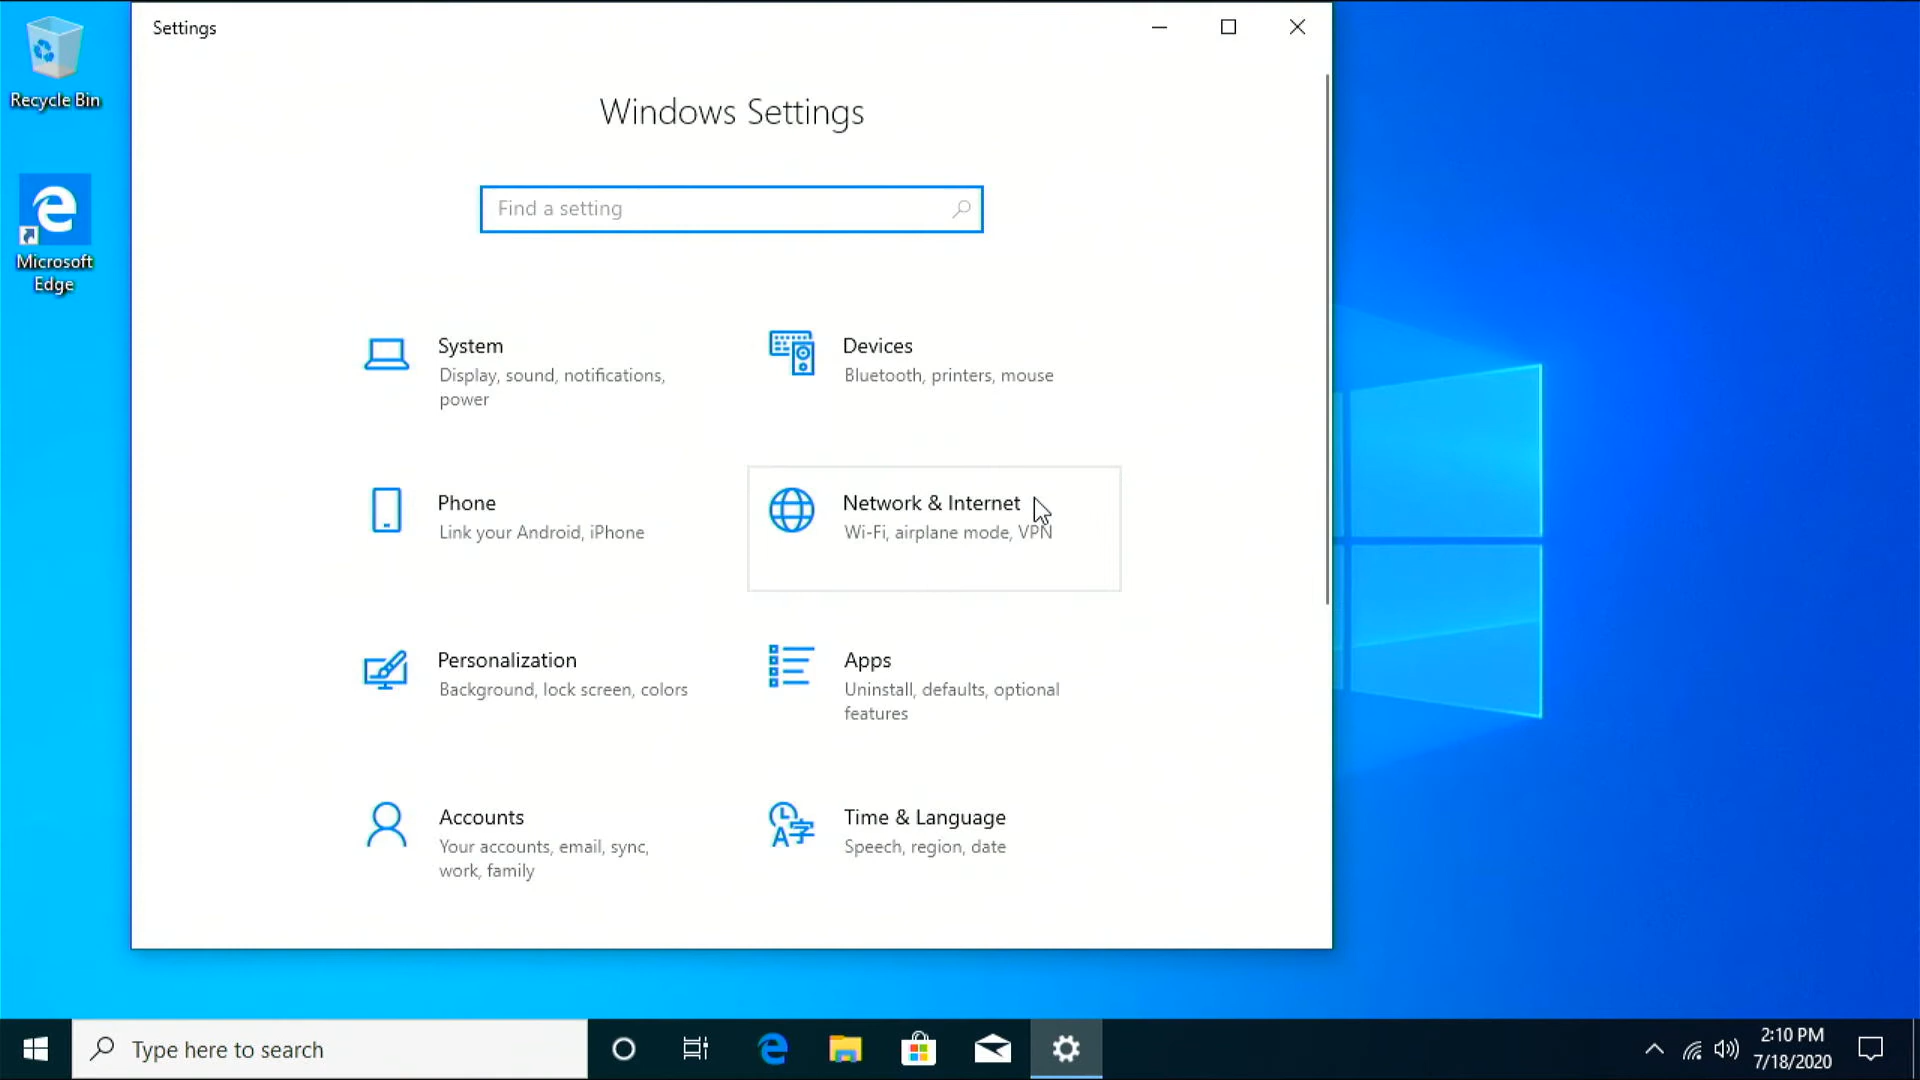 Settings
Recycle Bin
Microsoft
Edge
Windows Settings
Find a setting
System
Display, sound, notifications,
power
Devices
Bluetooth, printers, mouse
Phone
Link your Android, iPhone
Network & Internet
Wi-Fi, airplane mode, VPN
Personalization
Background, lock screen, colors
Apps
Uninstall, defaults, optional
features
Accounts
Your accounts, email, sync,
work, family
Time & Language
Speech, region, date
Type here to search
2:10 PM
7/18/2020